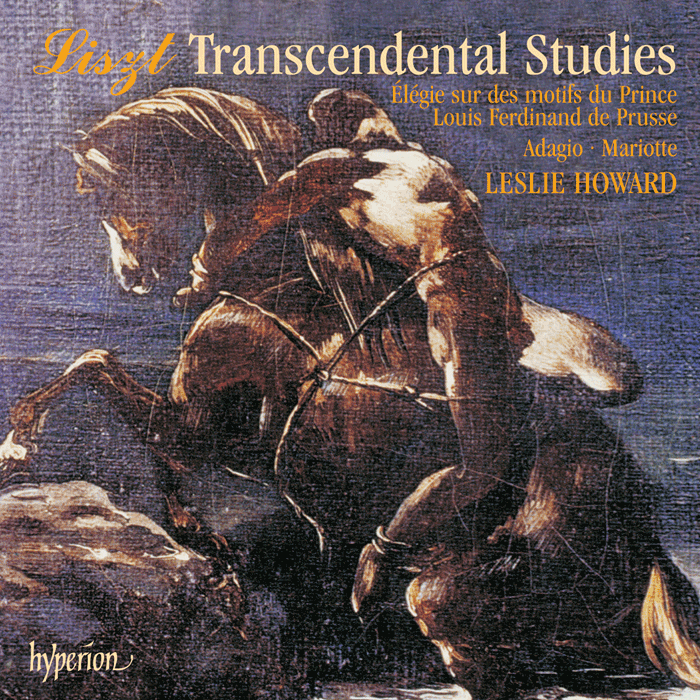 Liszt Transcendental Studies
Élégie sur des motifs du Prince
Louis Ferdinand de Prusse
Adagio · Mariotte
LESLIE HOWARD
hyperion